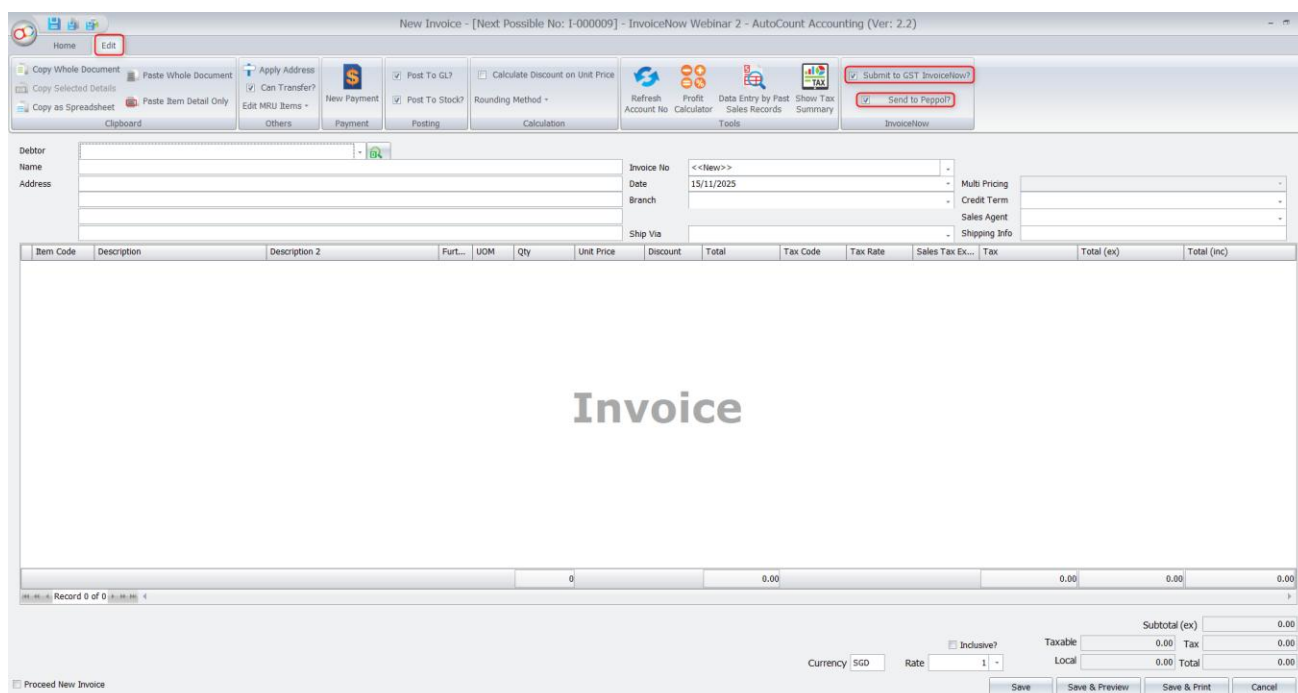 New Invoice - [Next Possible No: I-000009] - InvoiceNow Webinar 2 - AutoCount Accounting (Ver: 2.2)
Home Edit
Copy Whole Document
Copy Selected Details
Copy as Spreadsheet
Paste Whole Document
Paste Item Detail Only
Clipboard
Apply Address
Can Transfer?
Edit MRU Items
Others
New Payment
Payment
Post To GL?
Post To Stock?
Posting
Calculate Discount on Unit Price
Rounding Method
Calculation
Refresh
Account No
Profit
Calculator
Data Entry by Past
Sales Records
TAX
Show Tax
Summary
Tools
Submit to GST InvoiceNow?
Send to Peppol?
InvoiceNow
Debtor
Name
Address
Invoice No <<New>>
Date 15/11/2025
Branch
Ship Via
Multi Pricing
Credit Term
Sales Agent
Shipping Info
Item Code Description Description 2 Furt... UOM Qty Unit Price Discount Total Tax Code Tax Rate Sales Tax Ex... Tax Total (ex) Total (inc)
Invoice
0 0.00 0.00 0.00 0.00
Record 0 of 0
Subtotal (ex) 0.00
Inclusive? Taxable 0.00 Tax 0.00
Currency SGD Rate 1 Local 0.00 Total 0.00
Proceed New Invoice
Save Save & Preview Save & Print Cancel